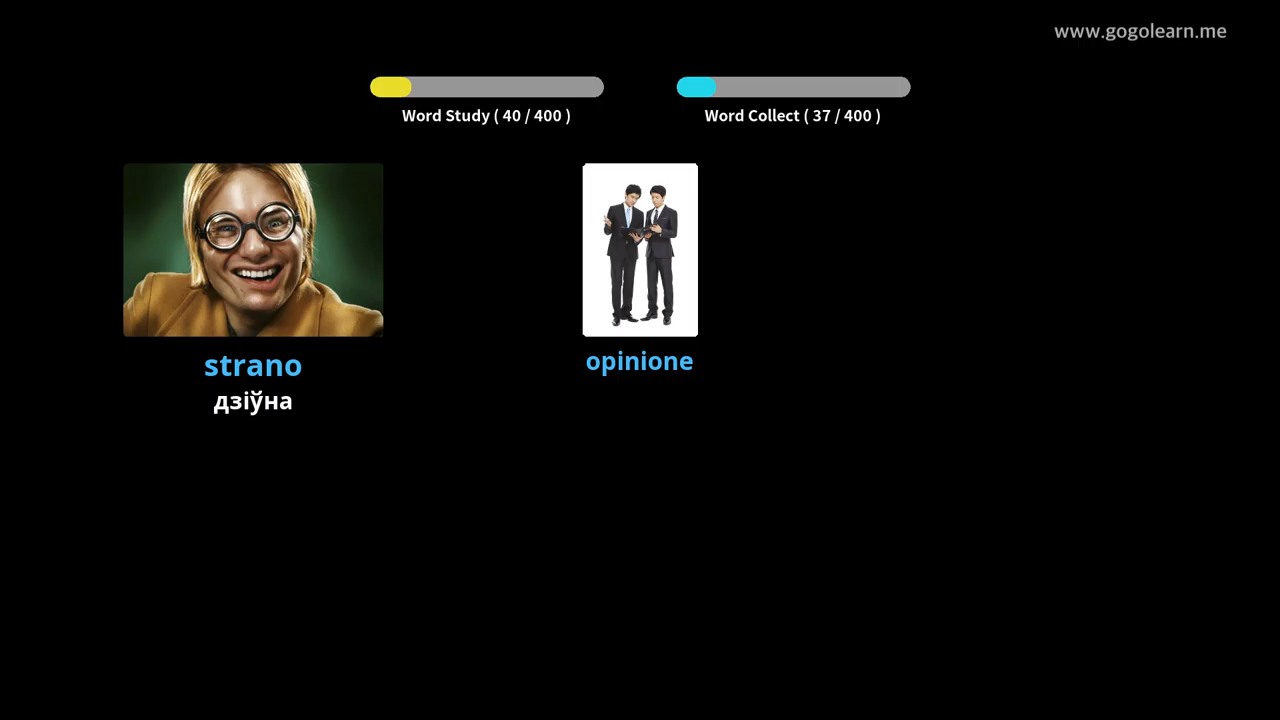 www.gogolearn.me
Word Study ( 40 / 400 )
Word Collect ( 37 / 400 )
strano
дзіўна
opinione